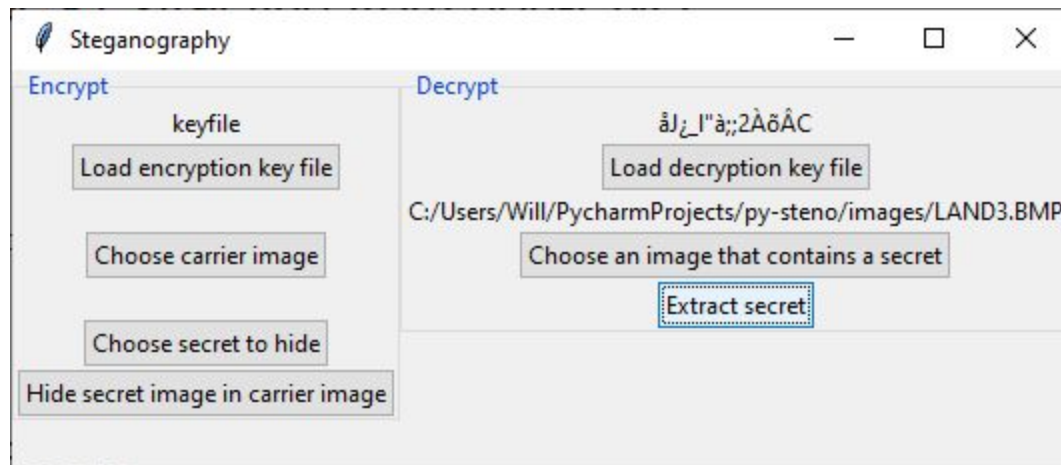 Steganography
Encrypt
keyfile
Load encryption key file
Choose carrier image
Choose secret to hide
Hide secret image in carrier image
Decrypt
åJ¿_I"à;;2ÀõÂC
Load decryption key file
C:/Users/Will/PycharmProjects/py-steno/images/LAND3.BMP
Choose an image that contains a secret
Extract secret